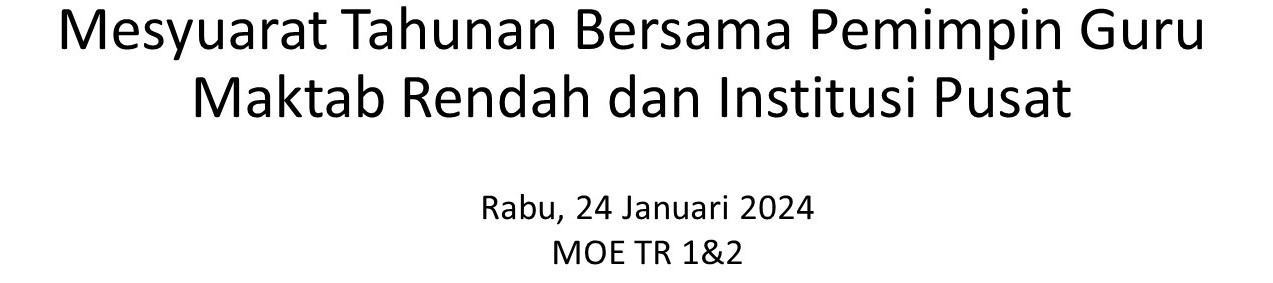 Mesyuarat Tahunan Bersama Pemimpin Guru
Maktab Rendah dan Institusi Pusat
Rabu, 24 Januari 2024
MOE TR 1&2